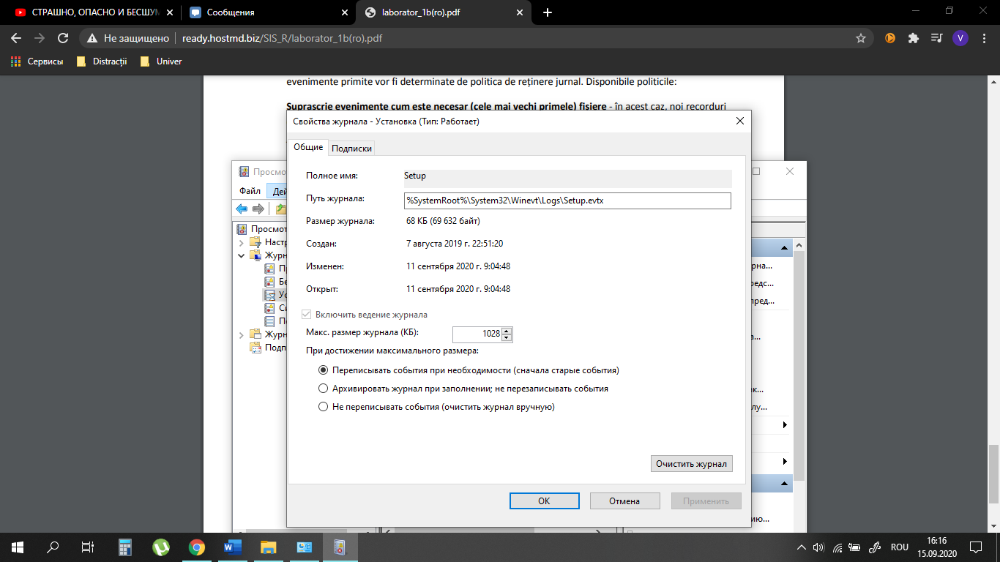 СТРАШНО, ОПАСНО И БЕСШУМ
Сообщения
laborator_1b(ro).pdf
Не защищено
ready.hostmd.biz/SIS_R/laborator_1b(ro).pdf
V
Сервисы
Distracții
Univer
evenimente primite vor fi determinate de politica de reținere jurnal. Disponibile politicile:
Suprascrie evenimente cum este necesar (cele mai vechi primele) fișiere - în acest caz, noi recorduri
Свойства журнала - Установка (Тип: Работает)
Общие
Подписки
Просмо
Файл
Дей
Просмот
Настр
Журн
П
Бе
Ус
Си
П
Журн
Подп
Полное имя:
Setup
Путь журнала:
%SystemRoot%\System32\Winevt\Logs\Setup.evtx
Размер журнала:
68 КБ (69 632 байт)
Создан:
7 августа 2019 г. 22:51:20
Изменен:
11 сентября 2020 г. 9:04:48
Открыт:
11 сентября 2020 г. 9:04:48
Включить ведение журнала
Макс. размер журнала (КБ):
1028
При достижении максимального размера:
Переписывать события при необходимости (сначала старые события)
Архивировать журнал при заполнении; не перезаписывать события
Не переписывать события (очистить журнал вручную)
Очистить журнал
OK
Отмена
Применить
рна...
редс...
пред...
а...
к...
лу...
ию...
ROU
16:16
15.09.2020